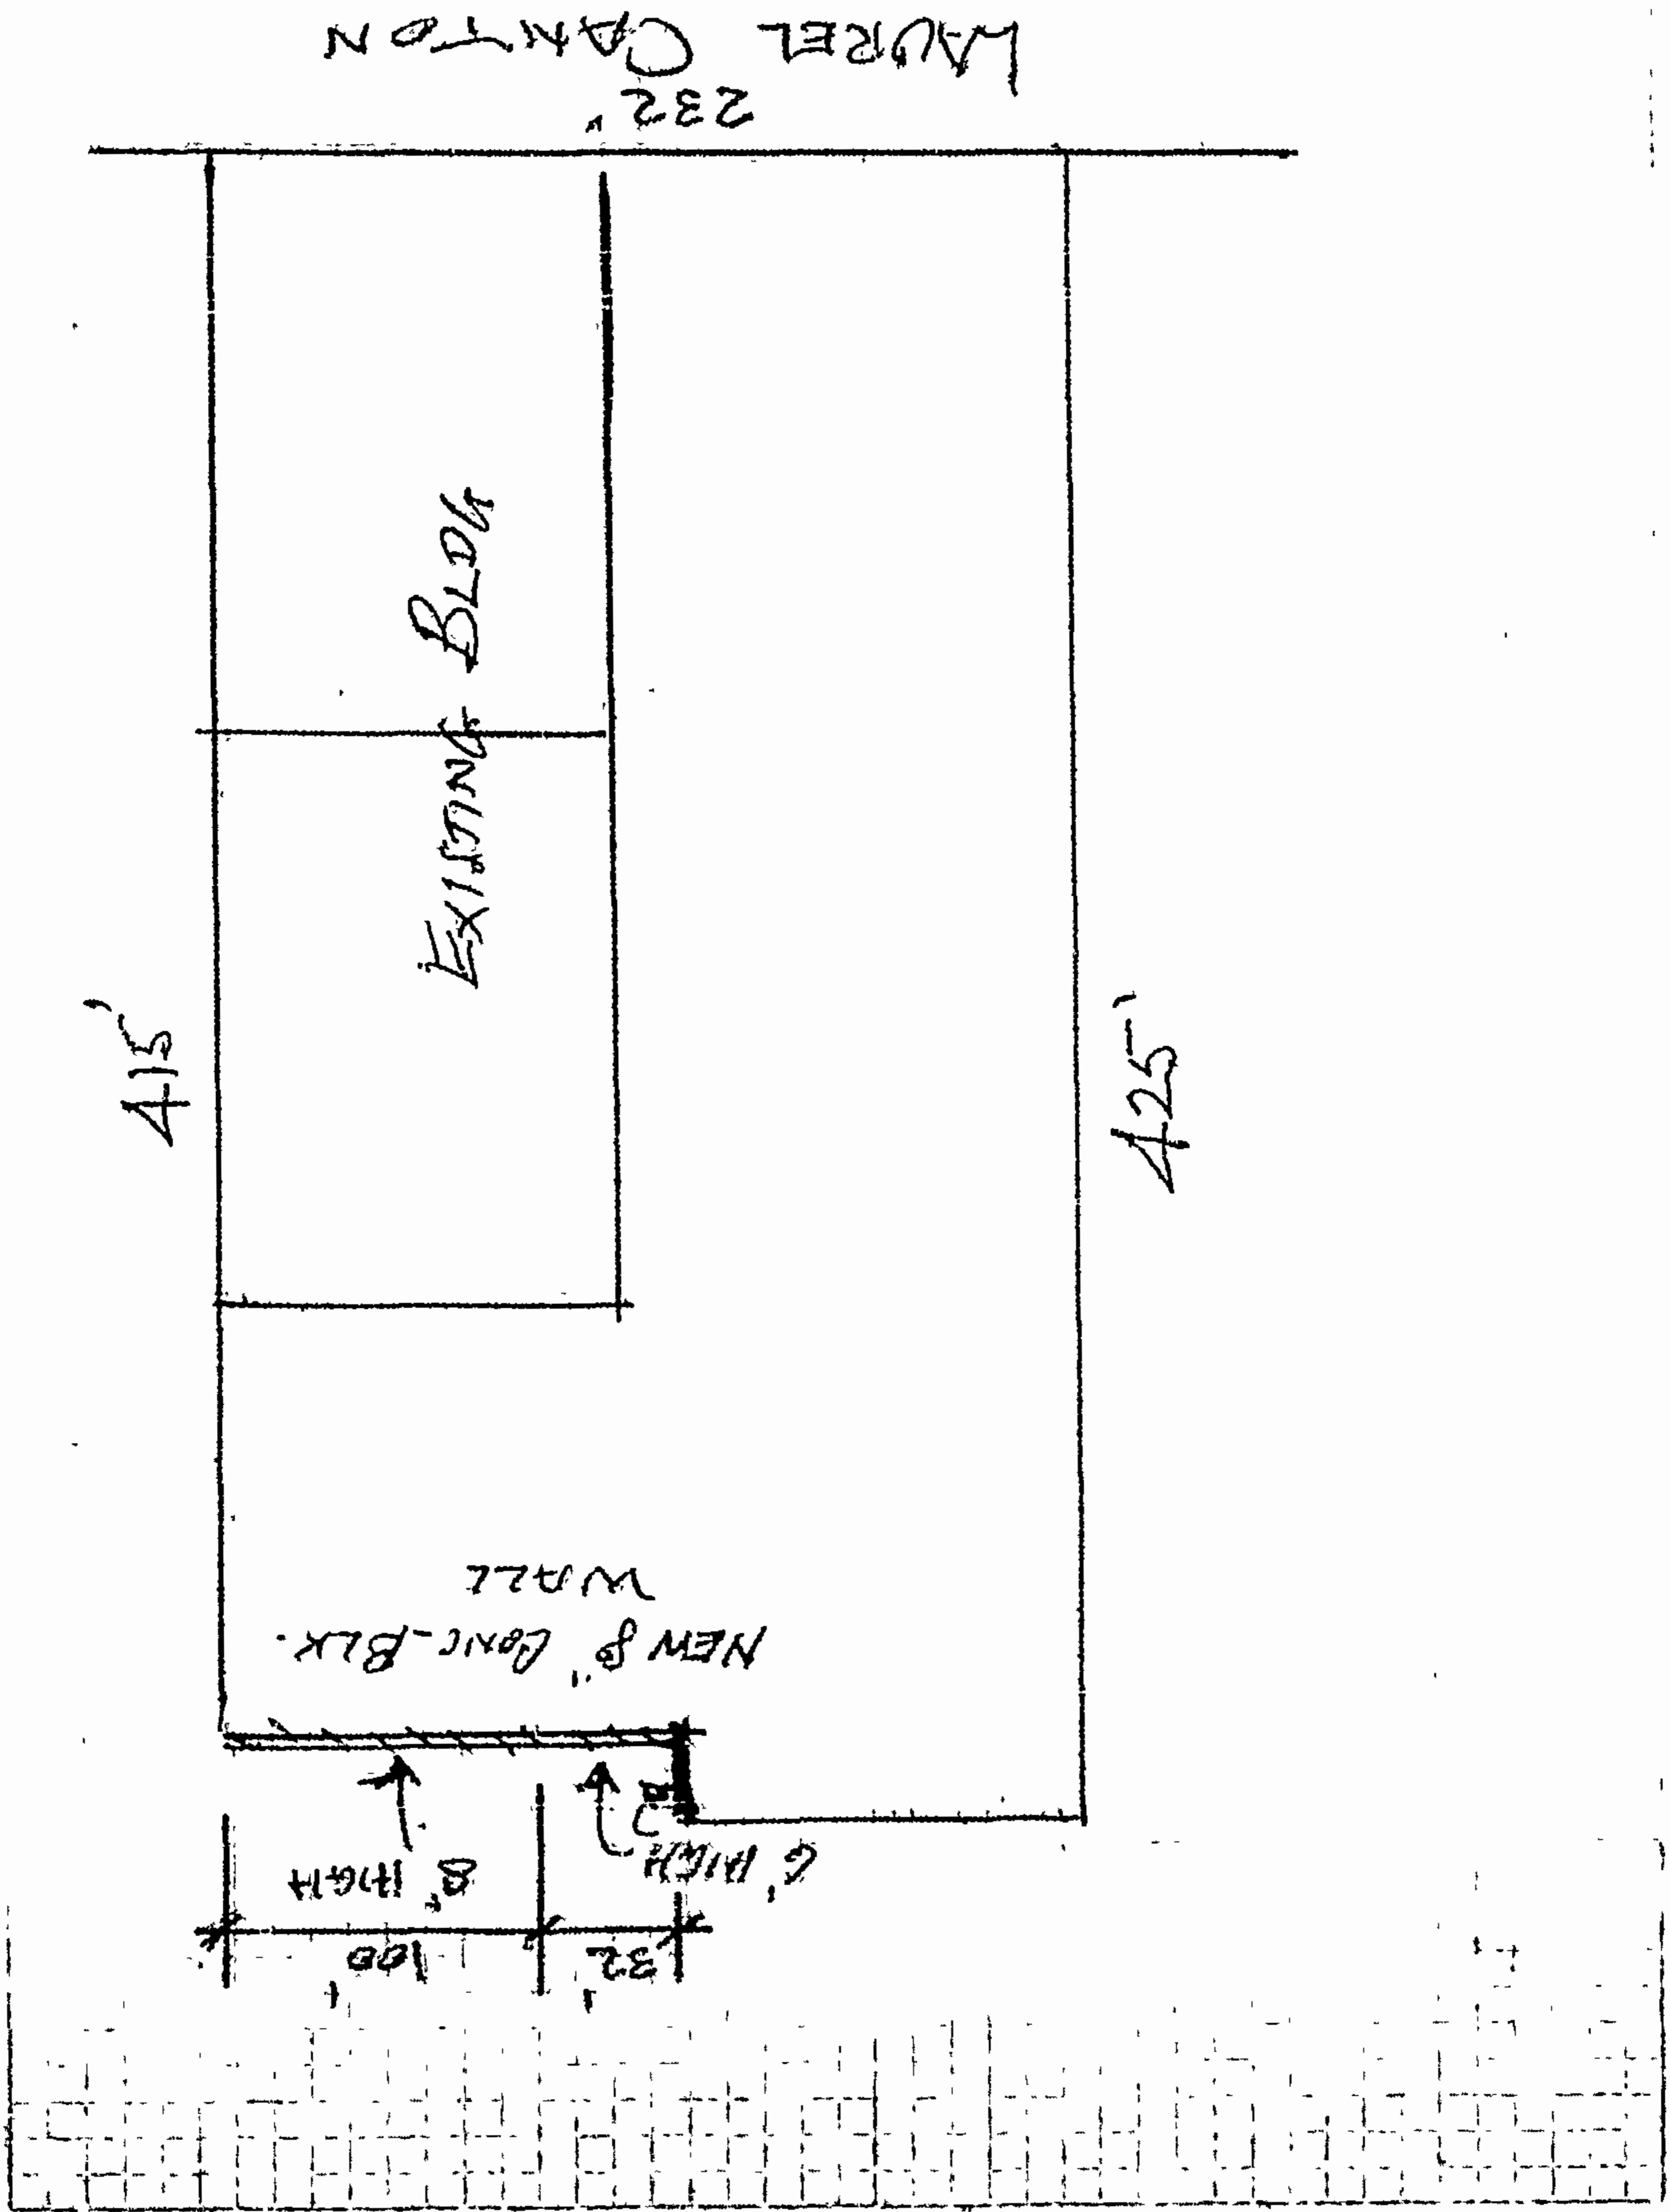 LAUREL CANYON
232'
EXISTING BLDG
415'
425'
NEW 8" CONC-BLK.
WALL
8' HIGH
6' HIGH
100'
32'